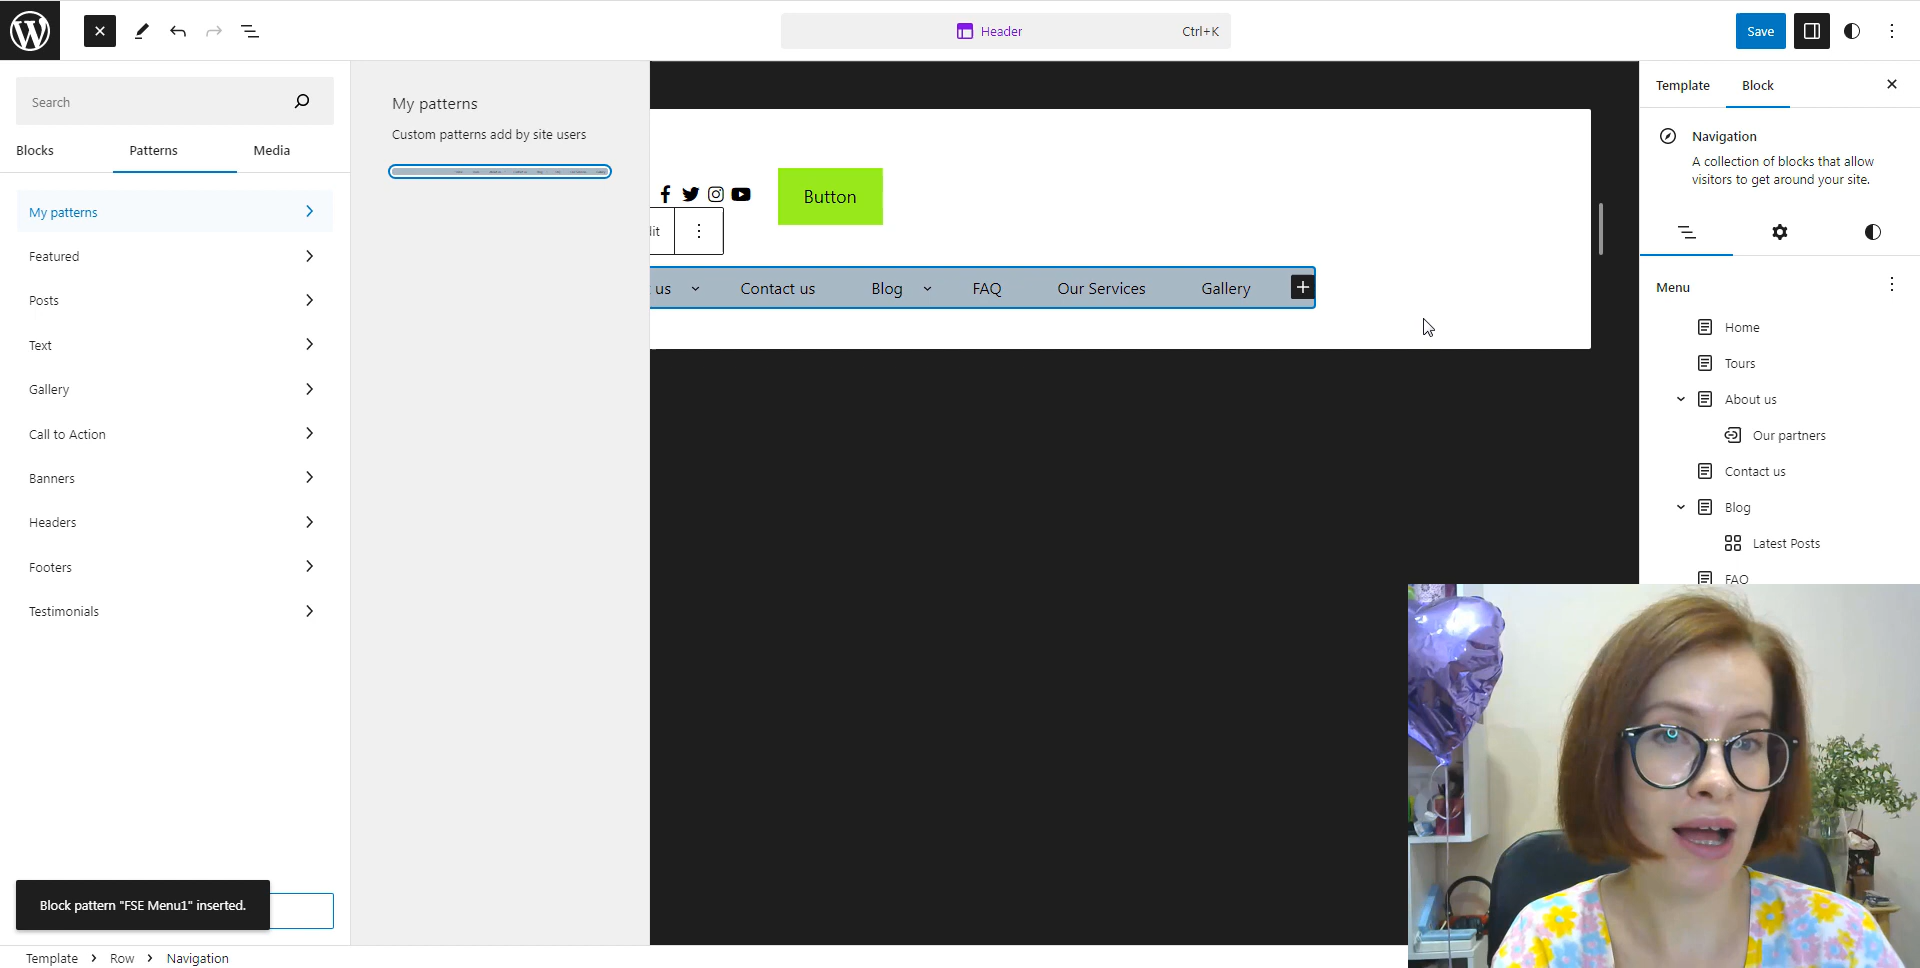 Header
Ctrl+K
Save
Search
Blocks
Patterns
Media
My patterns
Featured
Posts
Text
Gallery
Call to Action
Banners
Headers
Footers
Testimonials
Block pattern "FSE Menu1" inserted.
My patterns
Custom patterns add by site users
Button
us
Contact us
Blog
FAQ
Our Services
Gallery
Template
Block
Navigation
A collection of blocks that allow
visitors to get around your site.
Menu
Home
Tours
About us
Our partners
Contact us
Blog
Latest Posts
FAQ
Template
Row
Navigation